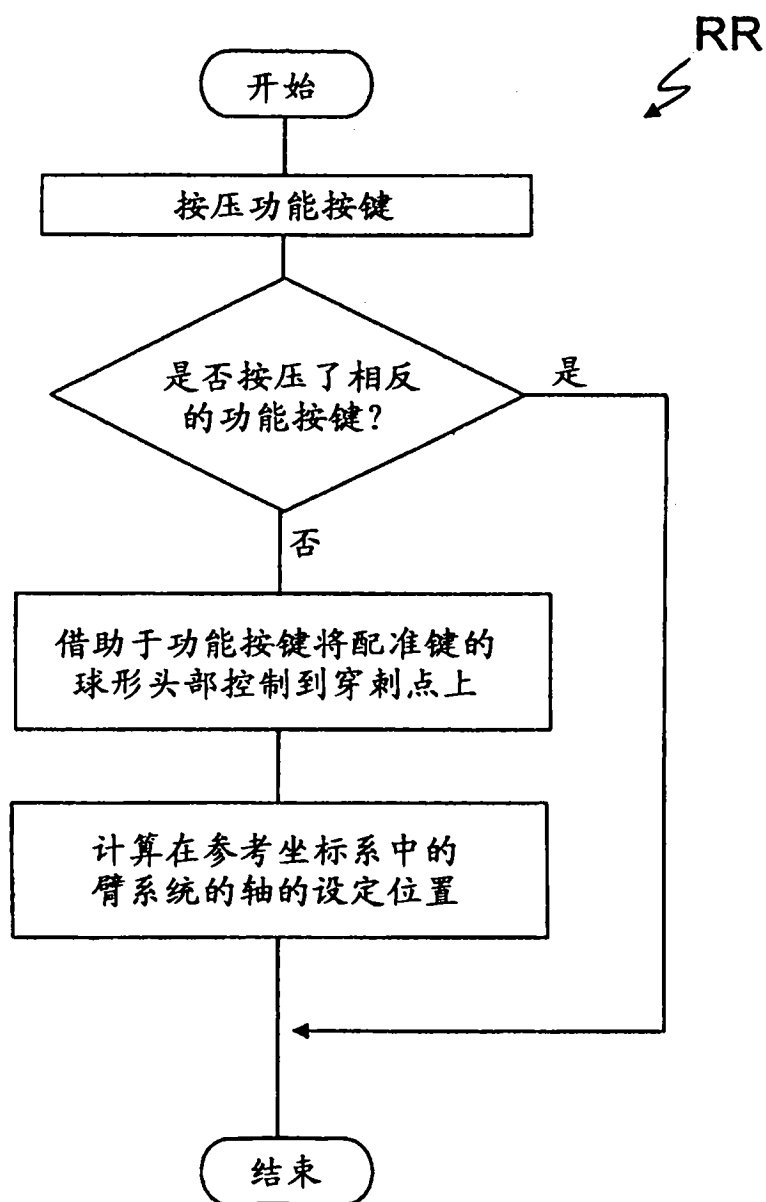 RR
开始
按压功能按键
是否按压了相反
的功能按键?
是
否
借助于功能按键将配准键的
球形头部控制到穿刺点上
计算在参考坐标系中的
臂系统的轴的设定位置
结束